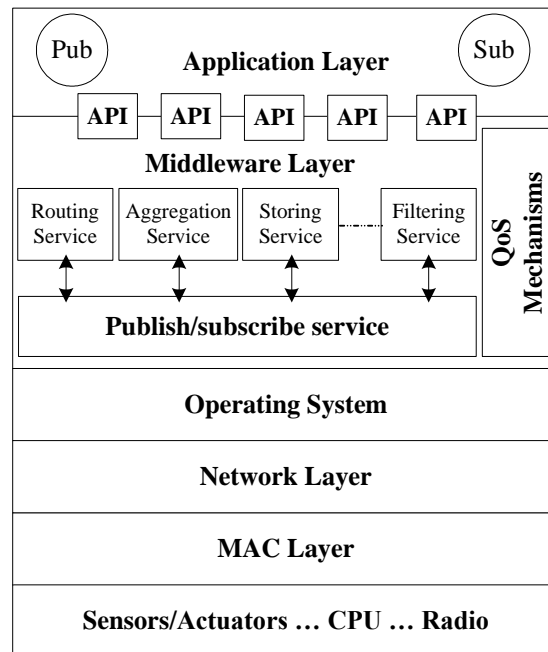 Pub
Sub
Application Layer
API API API API API
Middleware Layer
Routing Service
Aggregation Service
Storing Service
Filtering Service
QoS Mechanisms
Publish/subscribe service
Operating System
Network Layer
MAC Layer
Sensors/Actuators … CPU … Radio